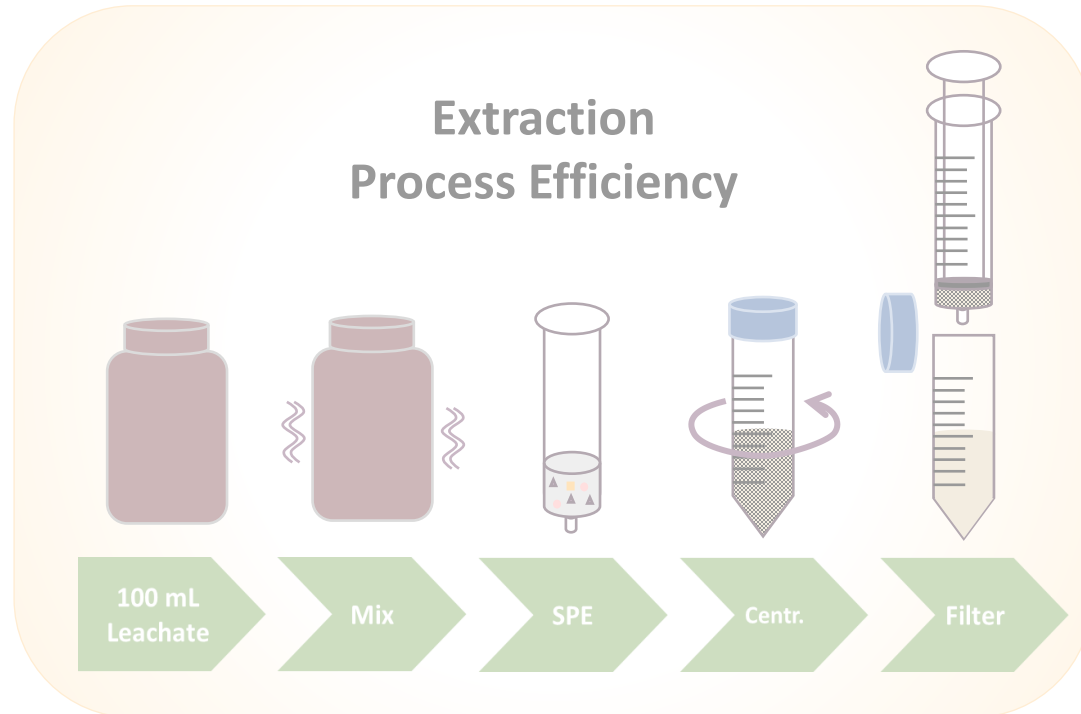 Extraction
Process Efficiency
100 mL
Leachate
Mix
SPE
Centr.
Filter